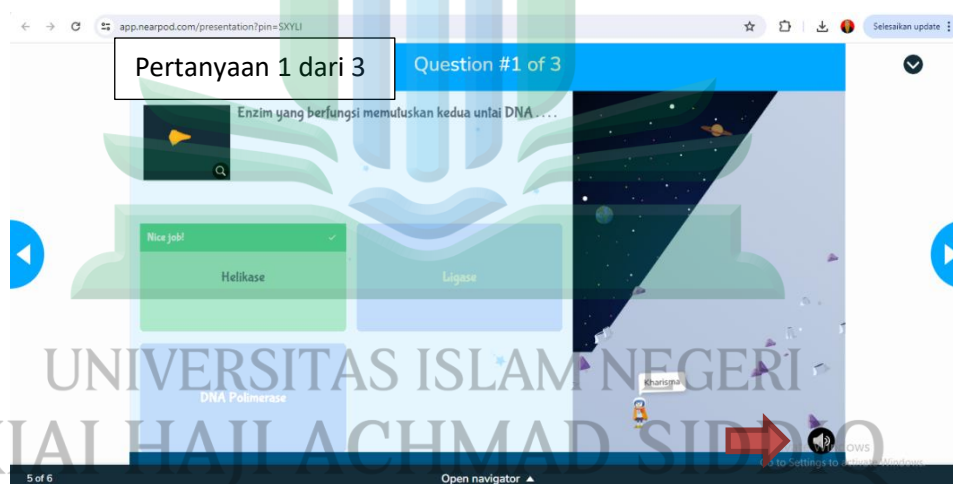 app.nearpod.com/presentation?pin=SXYLI
Selesaikan update
Pertanyaan 1 dari 3
Question #1 of 3
Enzim yang berfungsi memutuskan kedua untai DNA . . . .
Nice job!
Helikase
Ligase
DNA Polimerase
Kharisma
UNIVERSITAS ISLAM NEGERI
HAJI ACHMAD
Go to Settings to activate Windows.
5 of 6
Open navigator